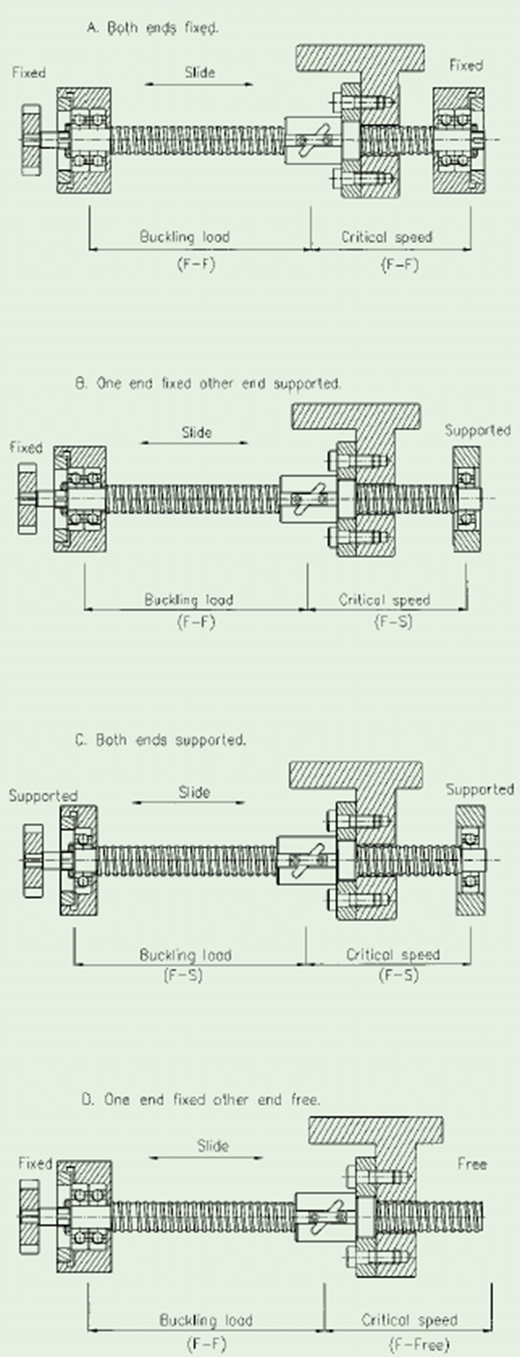 A. Both ends fixed.
Fixed
Slide
Fixed
Buckling load
Critical speed
(F-F)
(F-F)
B. One end fixed other end supported.
Fixed
Slide
Supported
Buckling load
Critical speed
(F-F)
(F-S)
C. Both ends supported.
Supported
Slide
Supported
Buckling load
Critical speed
(F-S)
(F-S)
D. One end fixed other end free.
Fixed
Slide
Free
Buckling load
Critical speed
(F-F)
(F-Free)